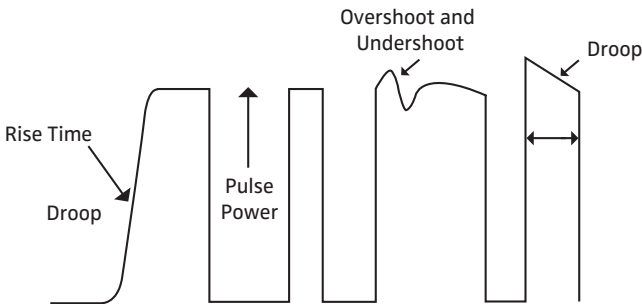 Overshoot and
Undershoot
Droop
Rise Time
Pulse
Power
Droop